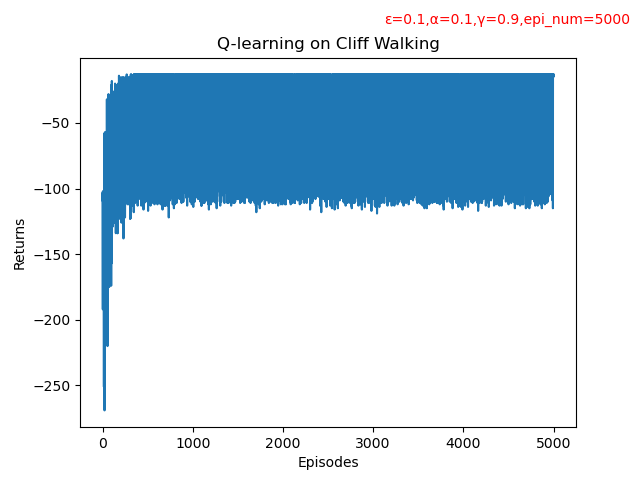 ε=0.1,α=0.1,γ=0.9,epi_num=5000
Q-learning on Cliff Walking
Returns
−50
−100
−150
−200
−250
0 1000 2000 3000 4000 5000
Episodes